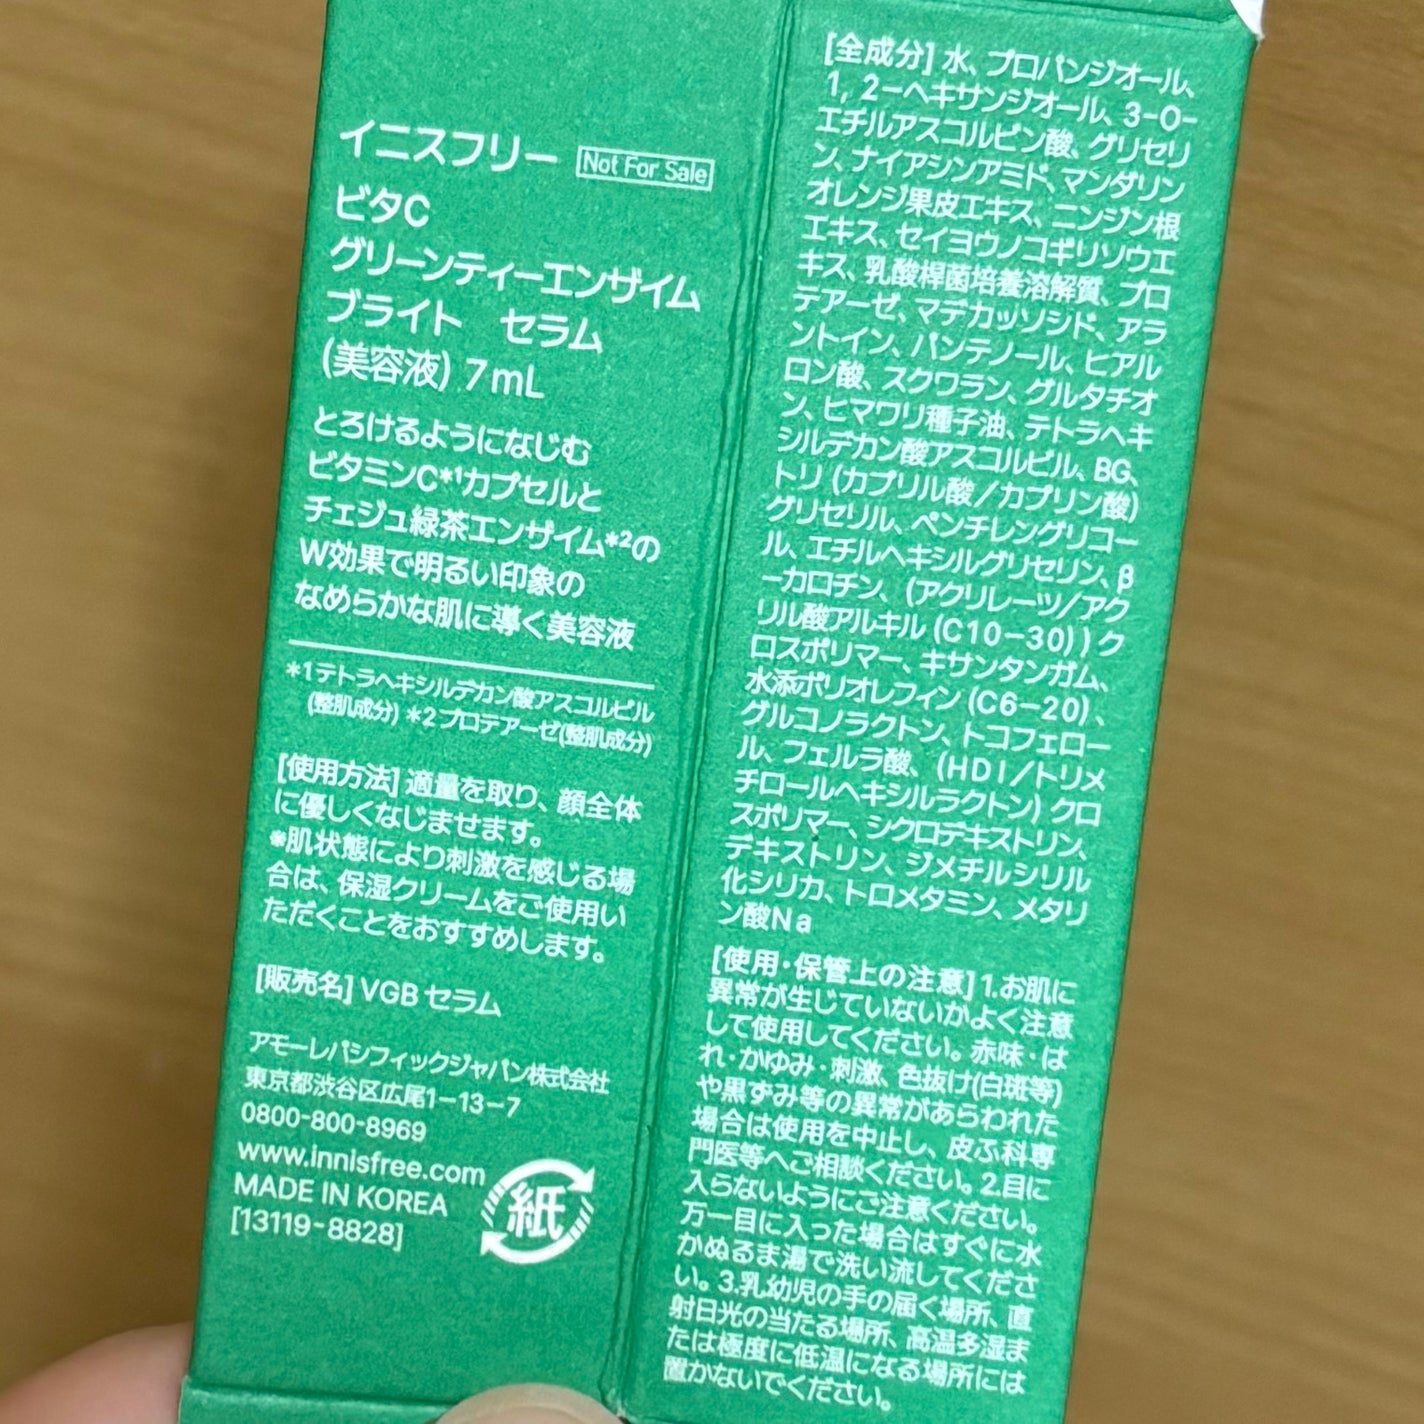 イニスフリー Not For Sale
ビタC
グリーンティーエンザイム
ブライト セラム
(美容液) 7mL
とろけるようになじむ
ビタミンC*1カプセルと
チェジュ緑茶エンザイム*2の
W効果で明るい印象の
なめらかな肌に導く美容液
*1テトラヘキシルデカン酸アスコルビル
(整肌成分) *2プロテアーゼ(整肌成分)
[使用方法] 適量を取り、顔全体
に優しくなじませます。
*肌状態により刺激を感じる場
合は、保湿クリームをご使用い
ただくことをおすすめします。
[販売名] VGB セラム
アモーレパシフィックジャパン株式会社
東京都渋谷区広尾1-13-7
0800-800-8969
www.innisfree.com
MADE IN KOREA
[13119-8828]
紙
[全成分] 水、プロパンジオール、
1, 2-ヘキサンジオール、3-O-
エチルアスコルビン酸、グリセリ
ン、ナイアシンアミド、マンダリン
オレンジ果皮エキス、ニンジン根
エキス、セイヨウノコギリソウエ
キス、乳酸桿菌培養溶解質、プロ
テアーゼ、マデカッソシド、アラ
ントイン、パンテノール、ヒアル
ロン酸、スクワラン、グルタチオ
ン、ヒマワリ種子油、テトラヘキ
シルデカン酸アスコルビル、BG、
トリ (カプリル酸/カプリン酸)
グリセリル、ペンチレングリコー
ル、エチルヘキシルグリセリン、β
-カロチン、(アクリレーツ/アク
リル酸アルキル (C10-30)) ク
ロスポリマー、キサンタンガム、
水添ポリオレフィン (C6-20)、
グルコノラクトン、トコフェロー
ル、フェルラ酸、(HDI/トリメ
チロールヘキシルラクトン) クロ
スポリマー、シクロデキストリン、
デキストリン、ジメチルシリル
化シリカ、トロメタミン、メタリ
ン酸Na
[使用・保管上の注意] 1.お肌に
異常が生じていないかよく注意
して使用してください。赤味・は
れ・かゆみ・刺激、色抜け(白斑等)
や黒ずみ等の異常があらわれた
場合は使用を中止し、皮ふ科専
門医等へご相談ください。2.目に
入らないようにご注意ください。
万一目に入った場合はすぐに水
かぬるま湯で洗い流してくださ
い。3.乳幼児の手の届く場所、直
射日光の当たる場所、高温多湿ま
たは極度に低温になる場所には
置かないでください。